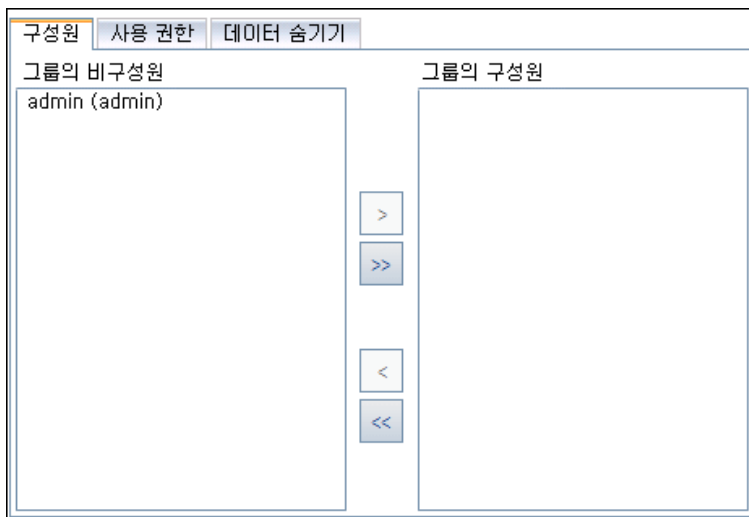 구성원 사용 권한 데이터 숨기기
그룹의 비구성원 그룹의 구성원
admin (admin)
>
>>
<
<<